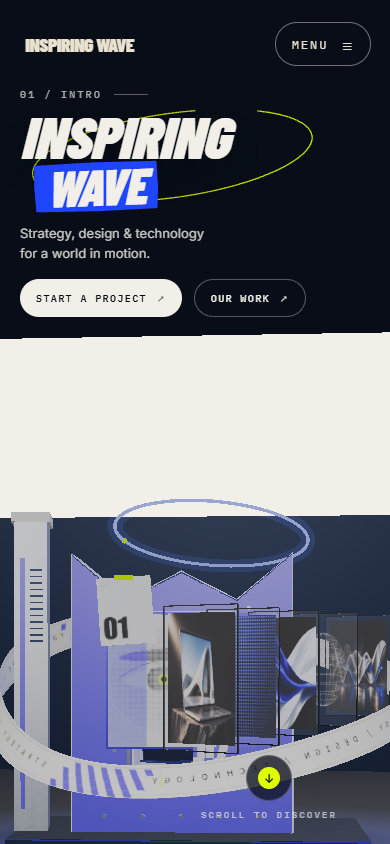 INSPIRING WAVE
MENU
01 / INTRO
INSPIRING
WAVE
Strategy, design & technology
for a world in motion.
START A PROJECT ↗
OUR WORK ↗
01
DESIGN /
SCROLL TO DISCOVER